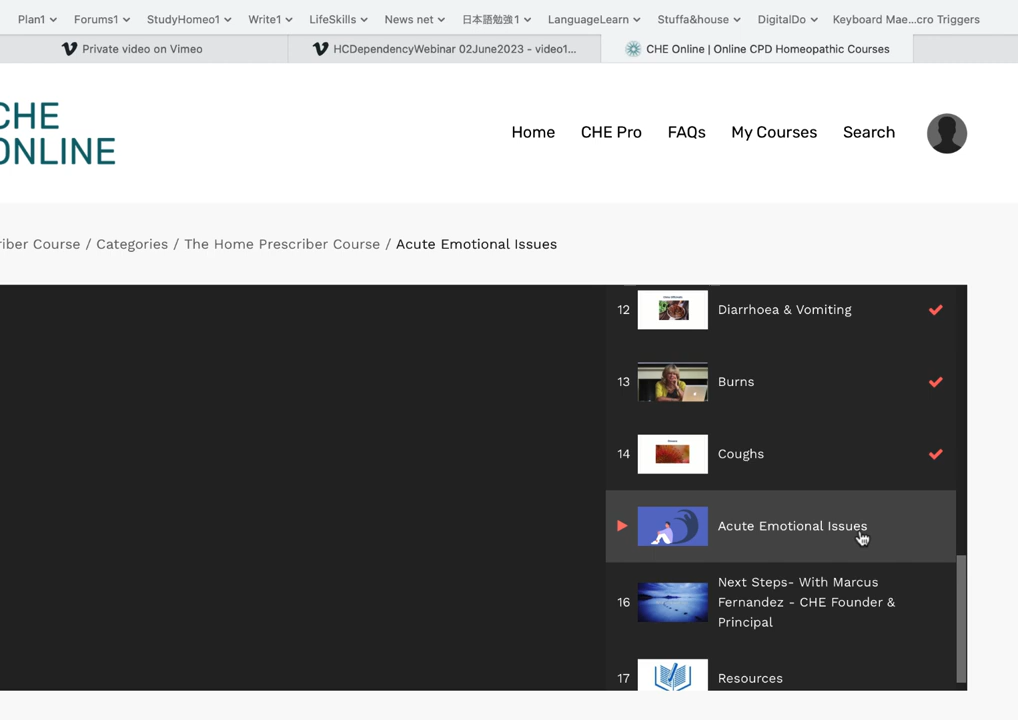 Plan1 Forums1 StudyHomeo1 Write1 LifeSkills News net 日本語勉強1 LanguageLearn Stuffa&house DigitalDo Keyboard Mae...cro Triggers
Private video on Vimeo HCDependencyWebinar 02June2023 - video1... CHE Online | Online CPD Homeopathic Courses
CHE
ONLINE
Home CHE Pro FAQs My Courses Search
riber Course / Categories / The Home Prescriber Course / Acute Emotional Issues
12 Diarrhoea & Vomiting
13 Burns
14 Coughs
Acute Emotional Issues
16 Next Steps- With Marcus
Fernandez - CHE Founder &
Principal
17 Resources